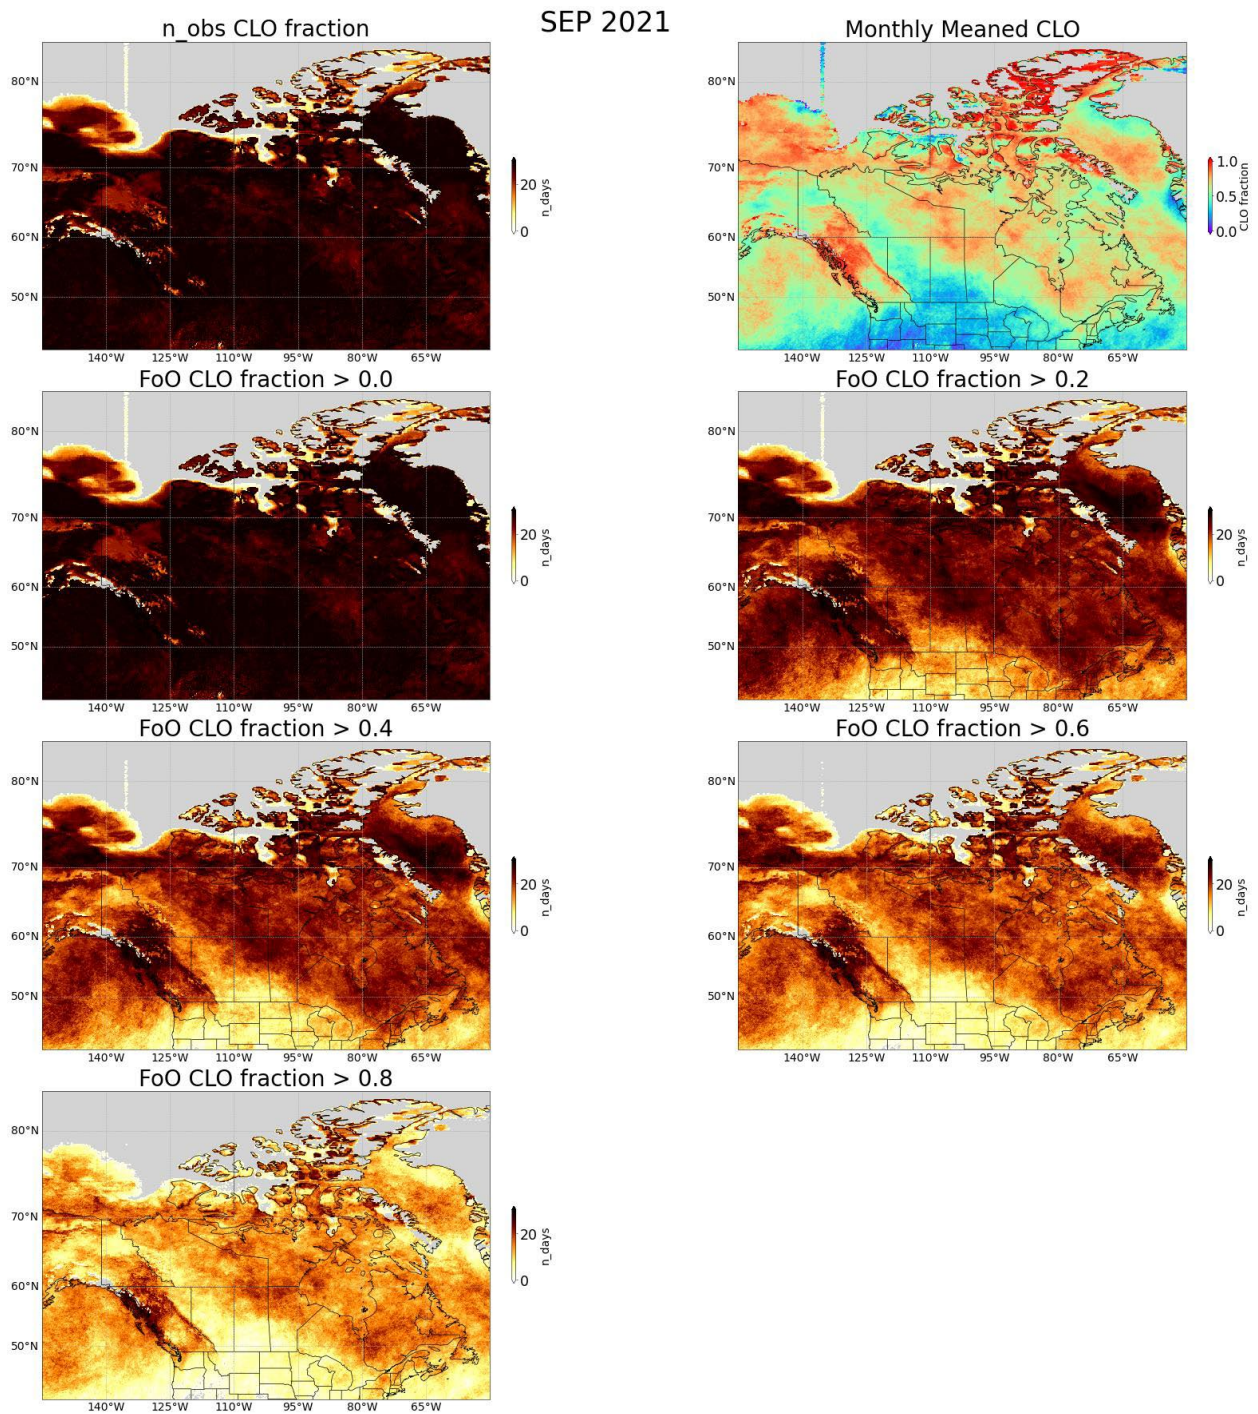 SEP 2021
n_obs CLO fraction
80°N
70°N
60°N
50°N
140°W 125°W 110°W 95°W 80°W 65°W
20
0
n_days
Monthly Meaned CLO
80°N
70°N
60°N
50°N
140°W 125°W 110°W 95°W 80°W 65°W
1.0
0.5
0.0
CLO fraction
FoO CLO fraction > 0.0
80°N
70°N
60°N
50°N
140°W 125°W 110°W 95°W 80°W 65°W
20
0
n_days
FoO CLO fraction > 0.2
80°N
70°N
60°N
50°N
140°W 125°W 110°W 95°W 80°W 65°W
20
0
n_days
FoO CLO fraction > 0.4
80°N
70°N
60°N
50°N
140°W 125°W 110°W 95°W 80°W 65°W
20
0
n_days
FoO CLO fraction > 0.6
80°N
70°N
60°N
50°N
140°W 125°W 110°W 95°W 80°W 65°W
20
0
n_days
FoO CLO fraction > 0.8
80°N
70°N
60°N
50°N
140°W 125°W 110°W 95°W 80°W 65°W
20
0
n_days